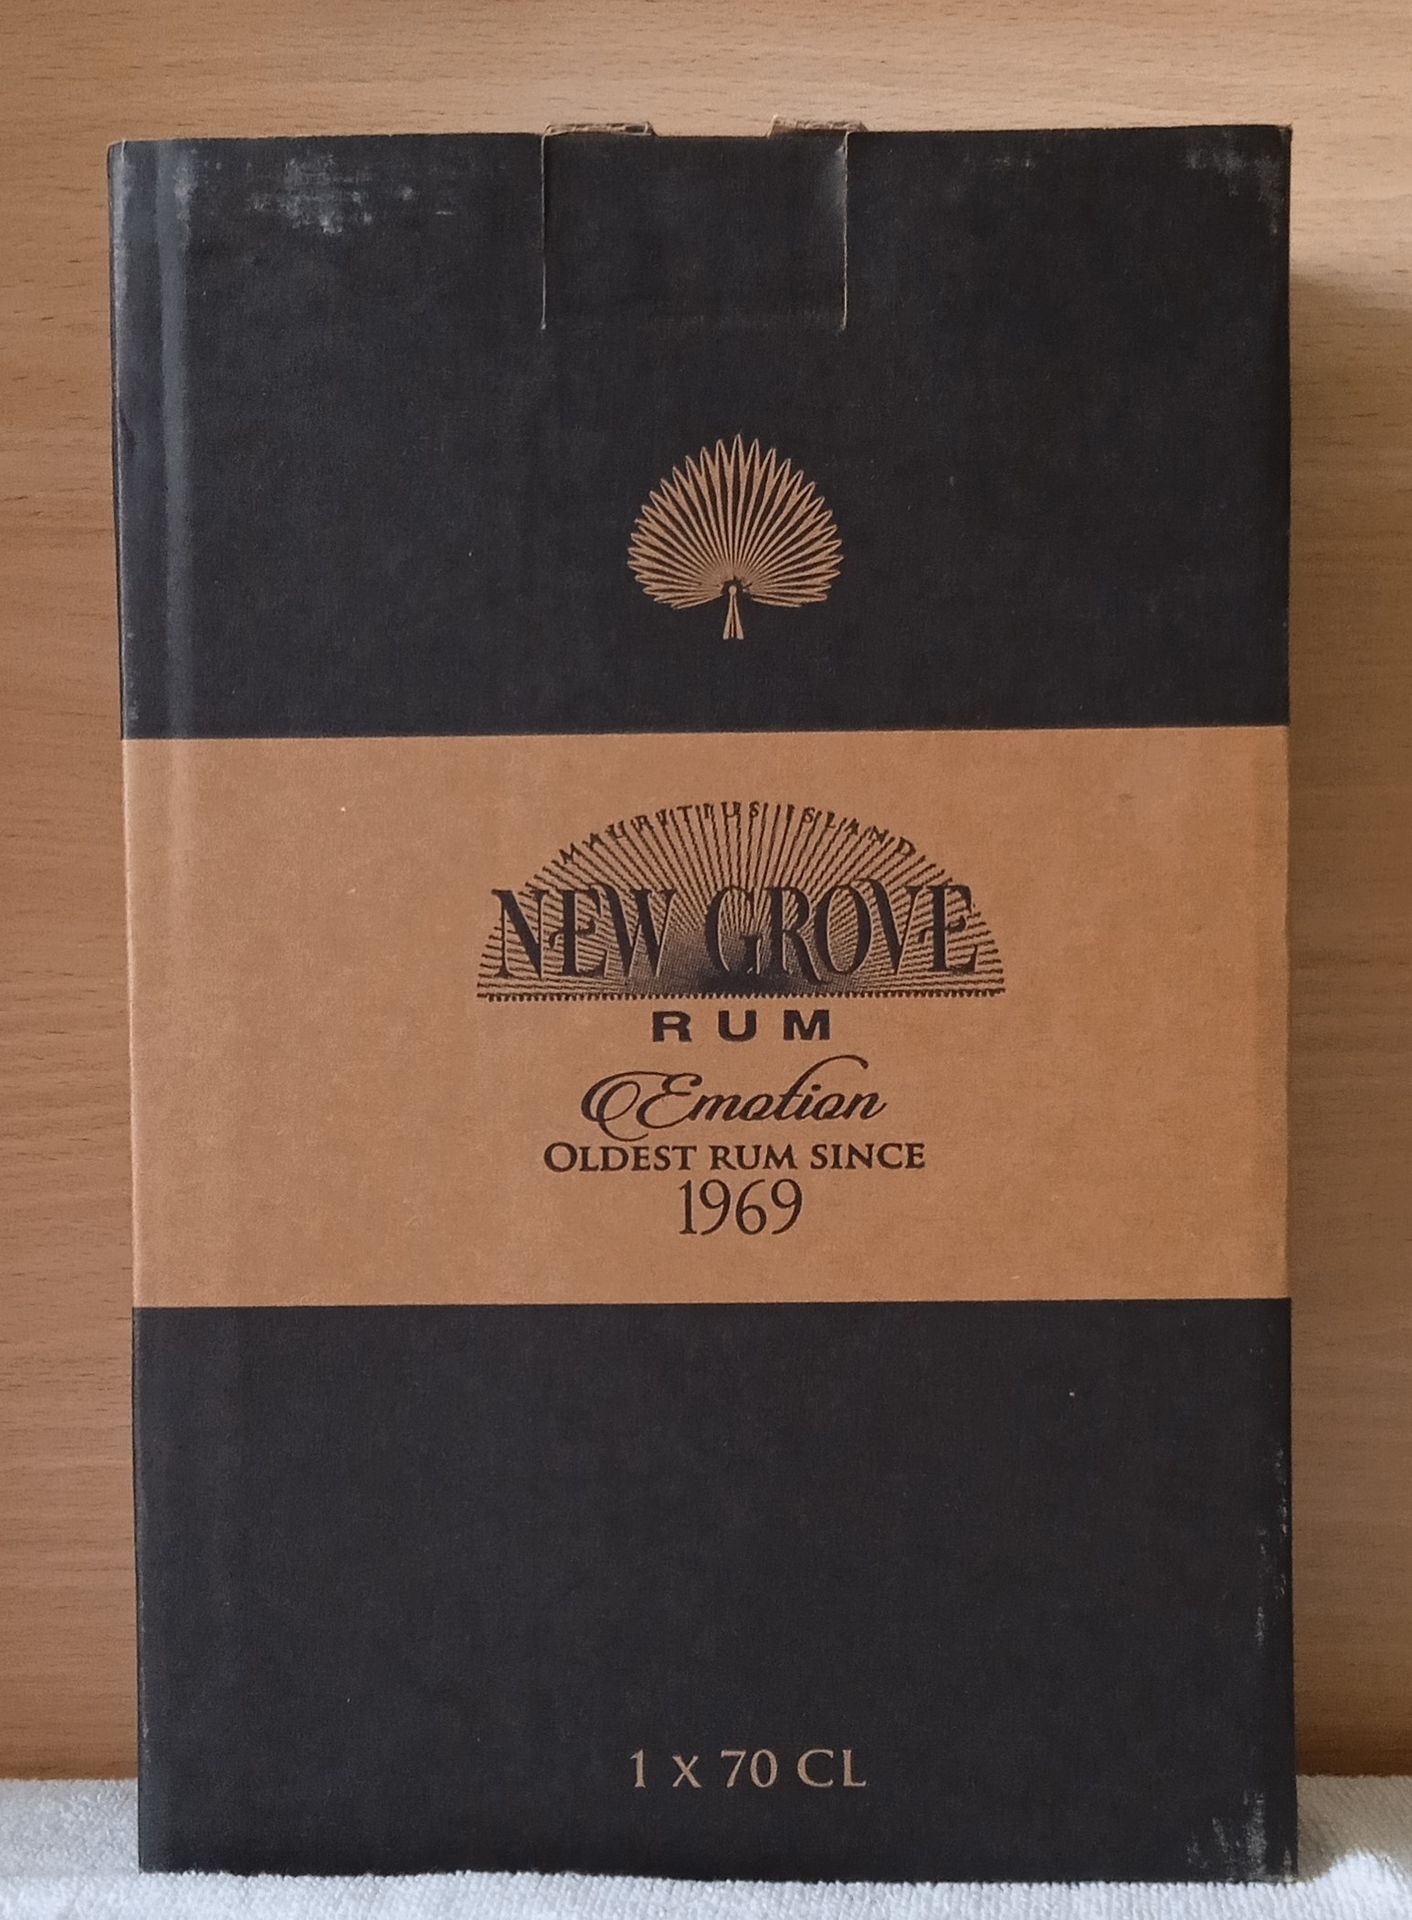 MAURITIUS ISLAND
NEW GROVE
RUM
Emotion
OLDEST RUM SINCE
1969
1 X 70 CL